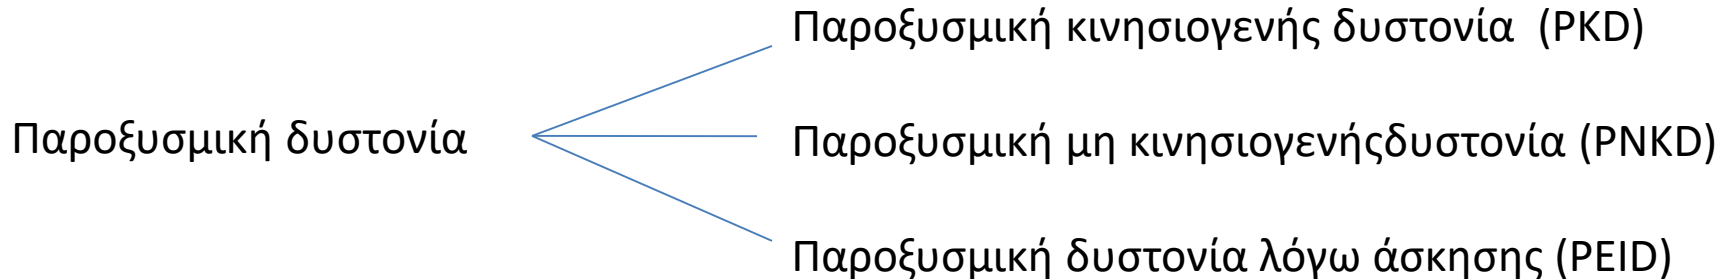 Παροξυσμική κινησιογενής δυστονία (PKD)
Παροξυσμική δυστονία
Παροξυσμική μη κινησιογενήςδυστονία (PNKD)
Παροξυσμική δυστονία λόγω άσκησης (PEID)